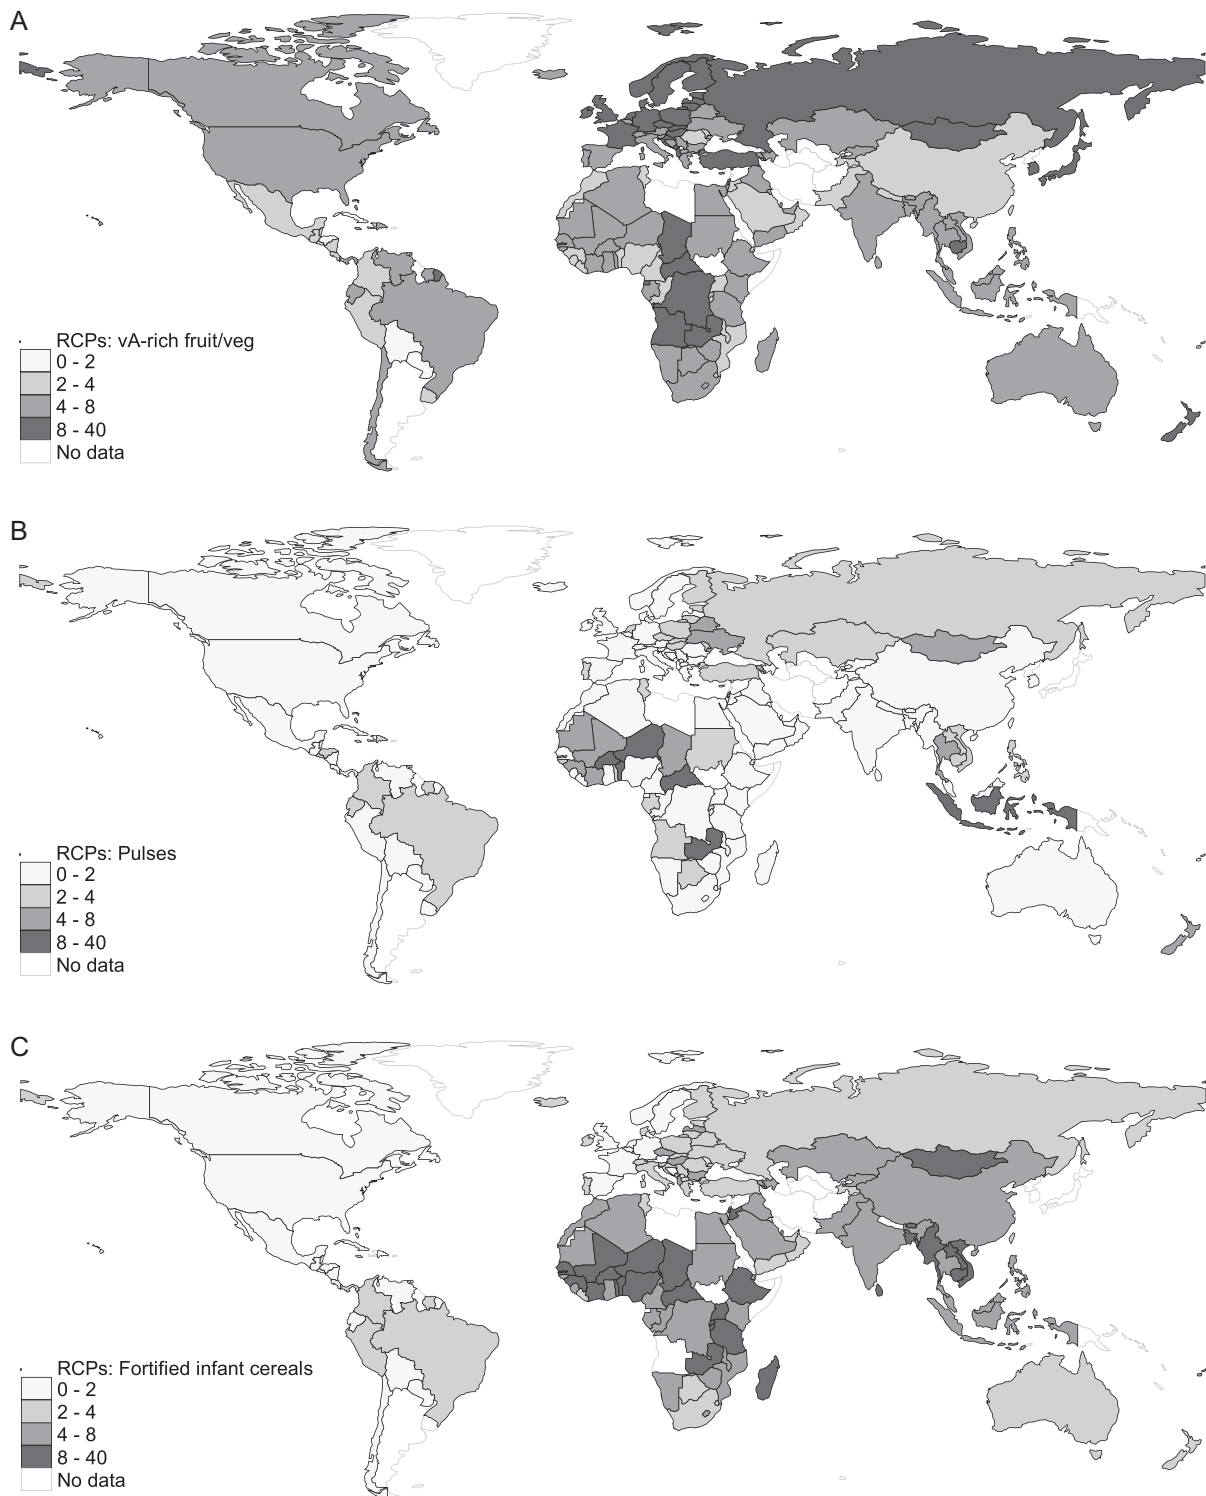 A
RCPs: vA-rich fruit/veg
0 - 2
2 - 4
4 - 8
8 - 40
No data
B
RCPs: Pulses
0 - 2
2 - 4
4 - 8
8 - 40
No data
C
RCPs: Fortified infant cereals
0 - 2
2 - 4
4 - 8
8 - 40
No data